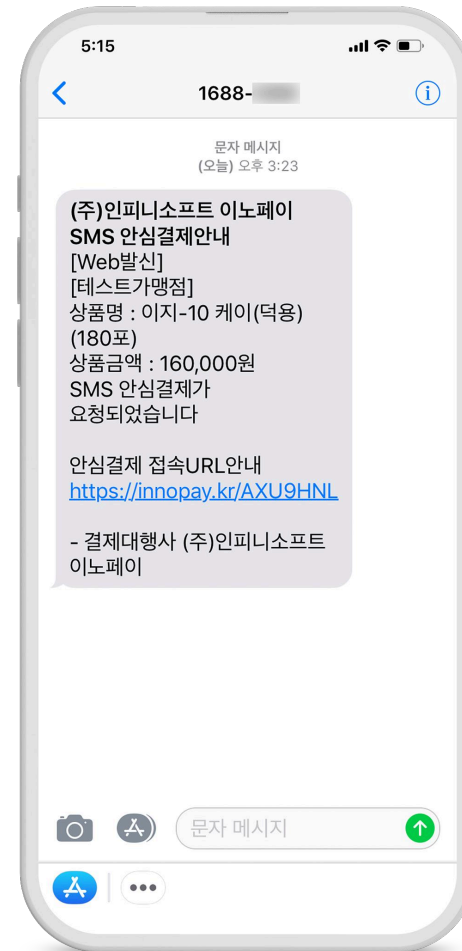 5:15
1688-
문자 메시지
(오늘) 오후 3:23
(주)인피니소프트 이노페이
SMS 안심결제안내
[Web발신]
[테스트가맹점]
상품명 : 이지-10 케이(덕용)
(180포)
상품금액 : 160,000원
SMS 안심결제가
요청되었습니다
안심결제 접속URL안내
https://innopay.kr/AXU9HNL
- 결제대행사 (주)인피니소프트
이노페이
문자 메시지